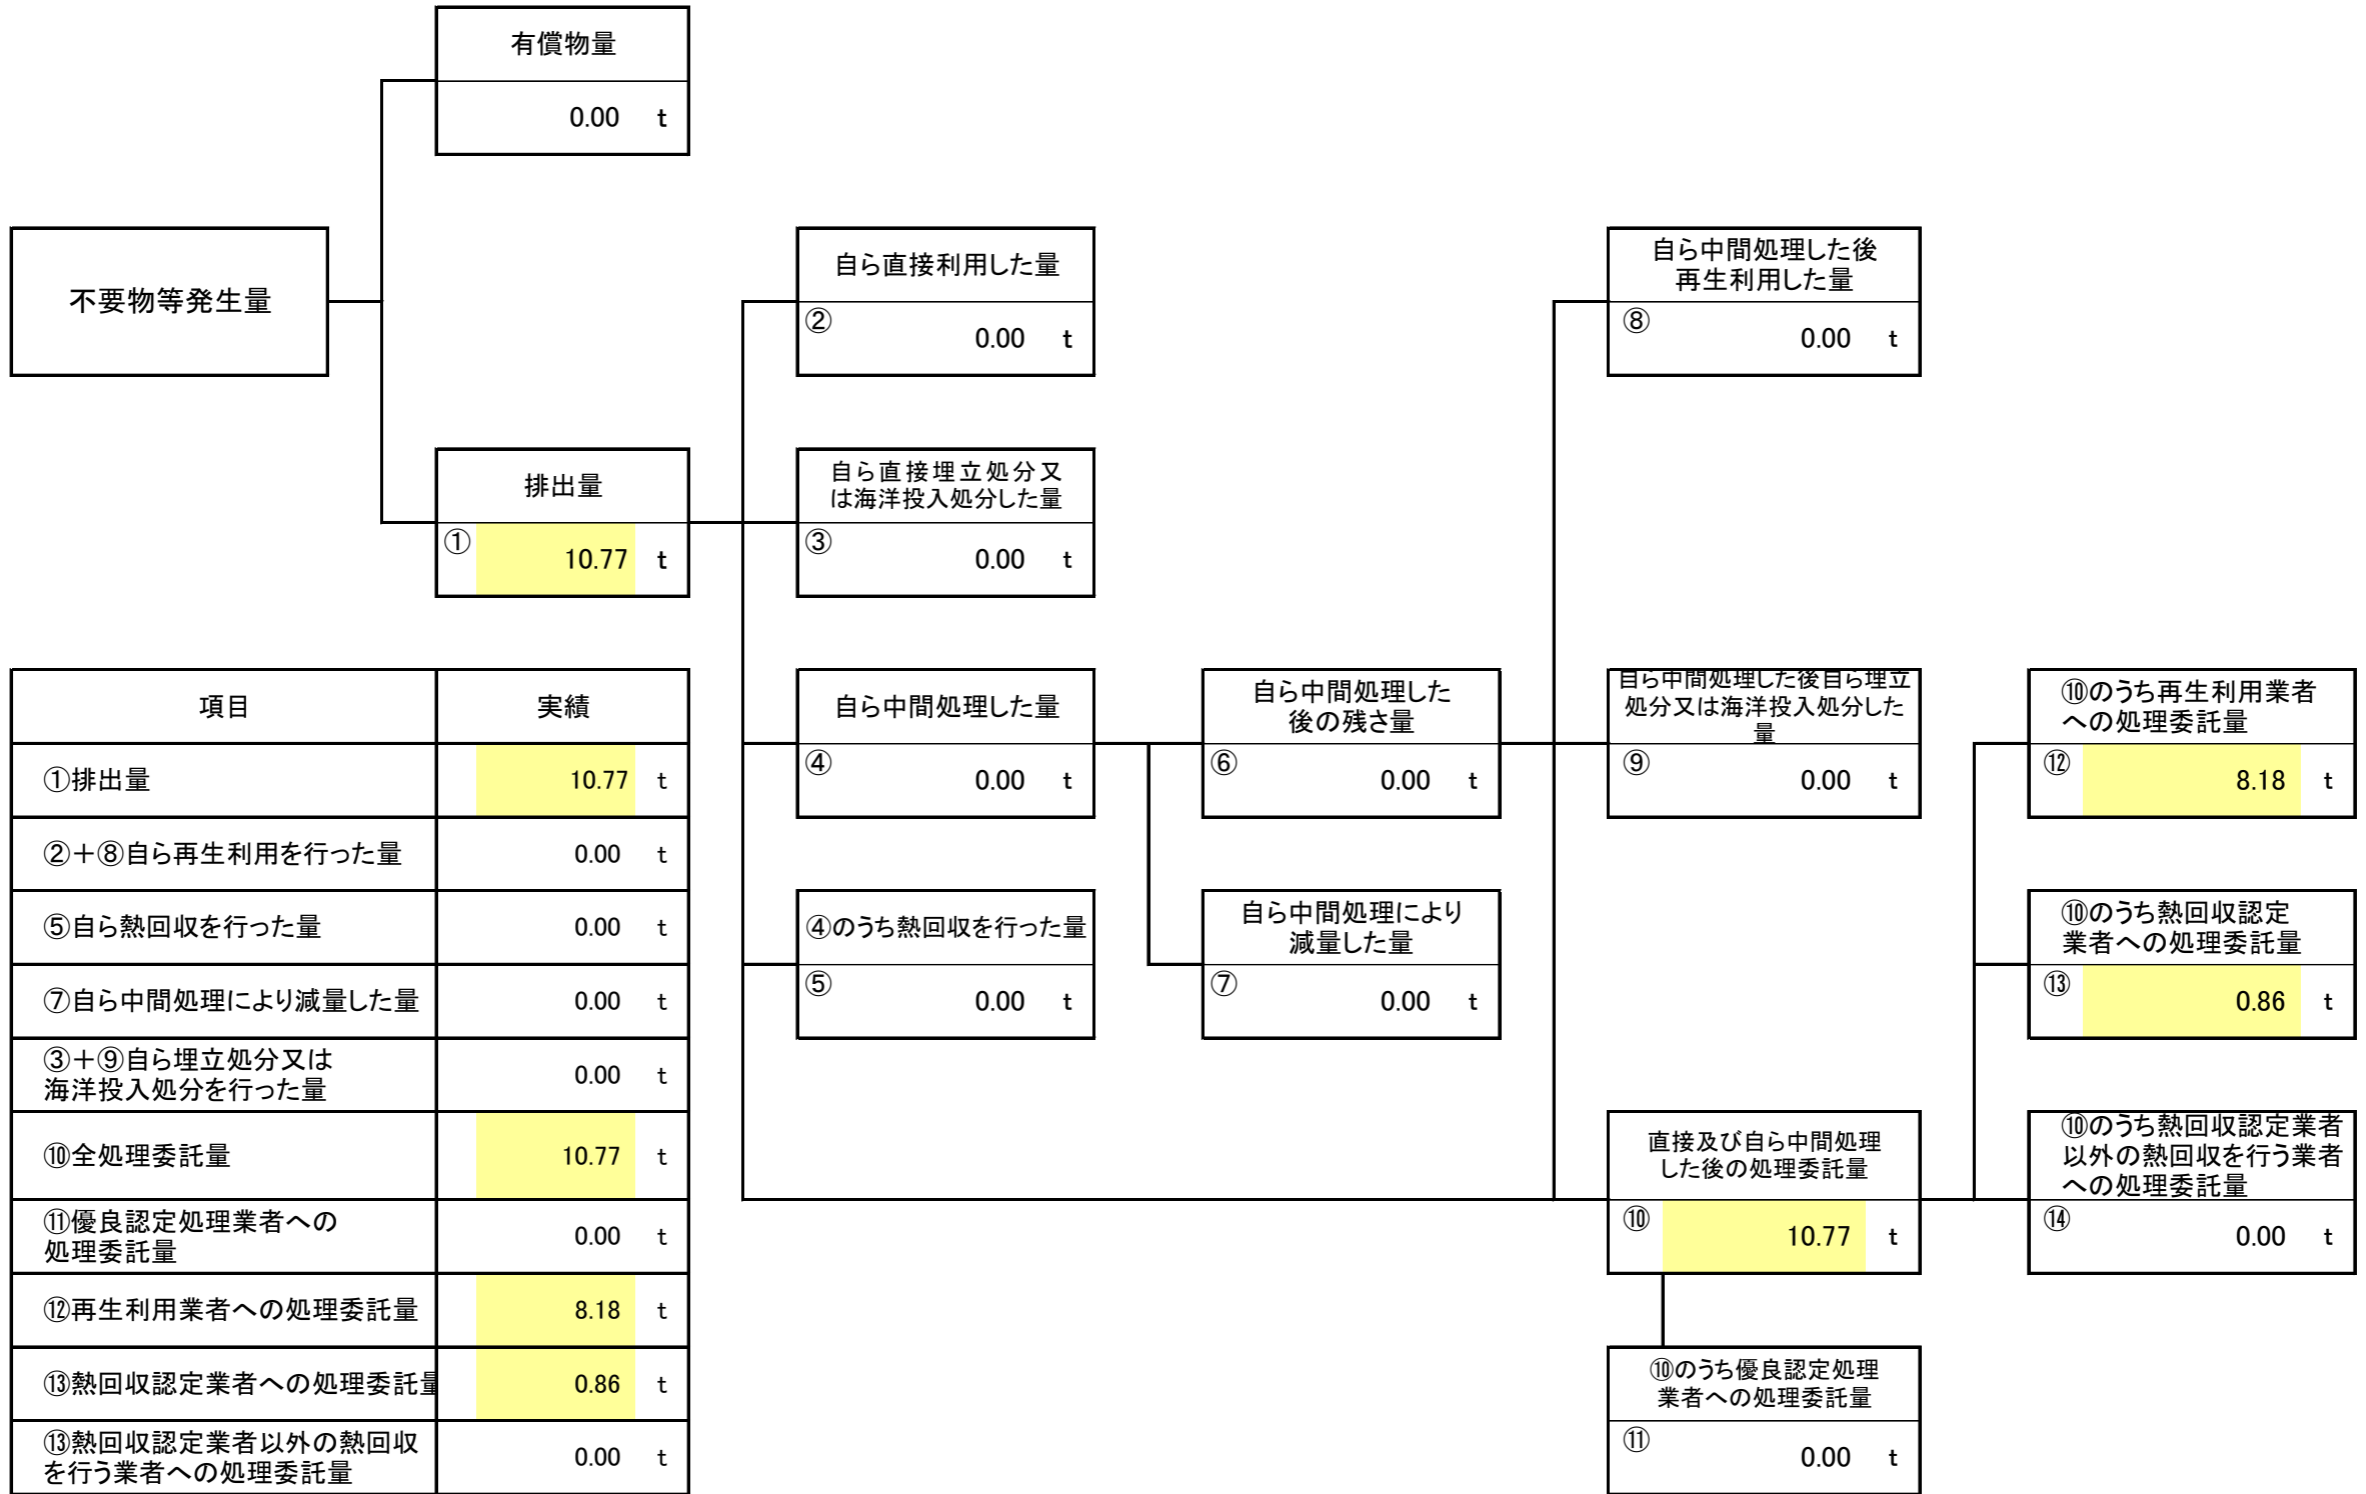 有償物量
0.00 t
不要物等発生量
自ら直接利用した量
② 0.00 t
自ら中間処理した後
再生利用した量
⑧ 0.00 t
排出量
① 10.77 t
自ら直接埋立処分又
は海洋投入処分した量
③ 0.00 t
自ら中間処理した量
④ 0.00 t
自ら中間処理した
後の残さ量
⑥ 0.00 t
自ら中間処理した後自ら埋立
処分又は海洋投入処分した
量
⑨ 0.00 t
⑩のうち再生利用業者
への処理委託量
⑫ 8.18 t
④のうち熱回収を行った量
⑤ 0.00 t
自ら中間処理により
減量した量
⑦ 0.00 t
⑩のうち熱回収認定
業者への処理委託量
⑬ 0.86 t
直接及び自ら中間処理
した後の処理委託量
⑩ 10.77 t
⑩のうち熱回収認定業者
以外の熱回収を行う業者
への処理委託量
⑭ 0.00 t
⑩のうち優良認定処理
業者への処理委託量
⑪ 0.00 t
項目 実績
①排出量 10.77 t
②＋⑧自ら再生利用を行った量 0.00 t
⑤自ら熱回収を行った量 0.00 t
⑦自ら中間処理により減量した量 0.00 t
③＋⑨自ら埋立処分又は
海洋投入処分を行った量 0.00 t
⑩全処理委託量 10.77 t
⑪優良認定処理業者への
処理委託量 0.00 t
⑫再生利用業者への処理委託量 8.18 t
⑬熱回収認定業者への処理委託量 0.86 t
⑬熱回収認定業者以外の熱回収
を行う業者への処理委託量 0.00 t